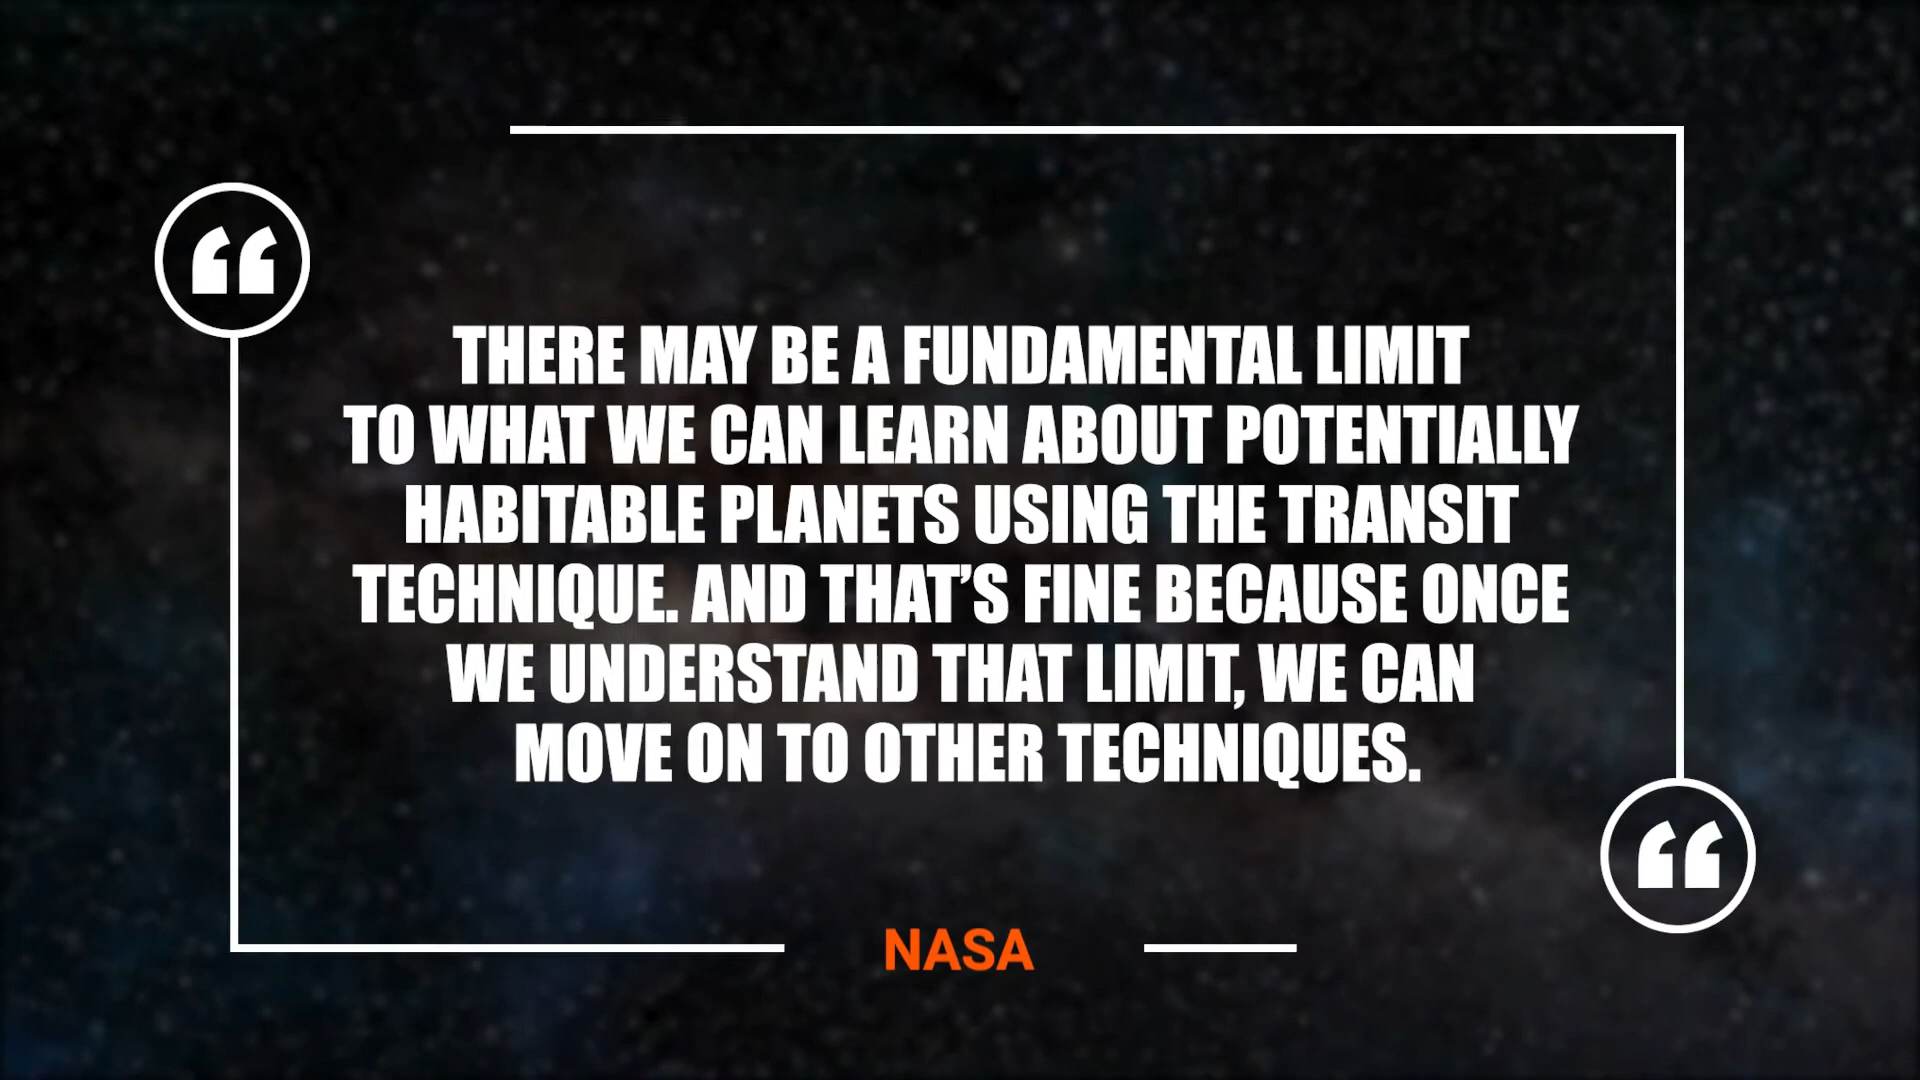 “
THERE MAY BE A FUNDAMENTAL LIMIT
TO WHAT WE CAN LEARN ABOUT POTENTIALLY
HABITABLE PLANETS USING THE TRANSIT
TECHNIQUE. AND THAT’S FINE BECAUSE ONCE
WE UNDERSTAND THAT LIMIT, WE CAN
MOVE ON TO OTHER TECHNIQUES.
“
NASA